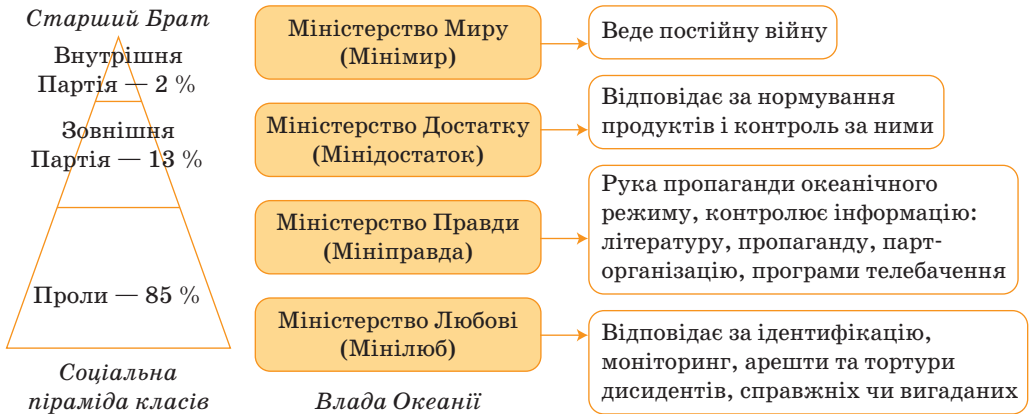 Старший Брат
Внутрішня
Партія — 2 %
Зовнішня
Партія — 13 %
Проли — 85 %
Соціальна
піраміда класів
Міністерство Миру
(Мінімир)
Веде постійну війну
Міністерство Достатку
(Мінідостаток)
Відповідає за нормування
продуктів і контроль за ними
Міністерство Правди
(Мініправда)
Рука пропаганди океанічного
режиму, контролює інформацію:
літературу, пропаганду, парт-
організацію, програми телебачення
Міністерство Любові
(Мінілюб)
Відповідає за ідентифікацію,
моніторинг, арешти та тортури
дисидентів, справжніх чи вигаданих
Влада Океанії